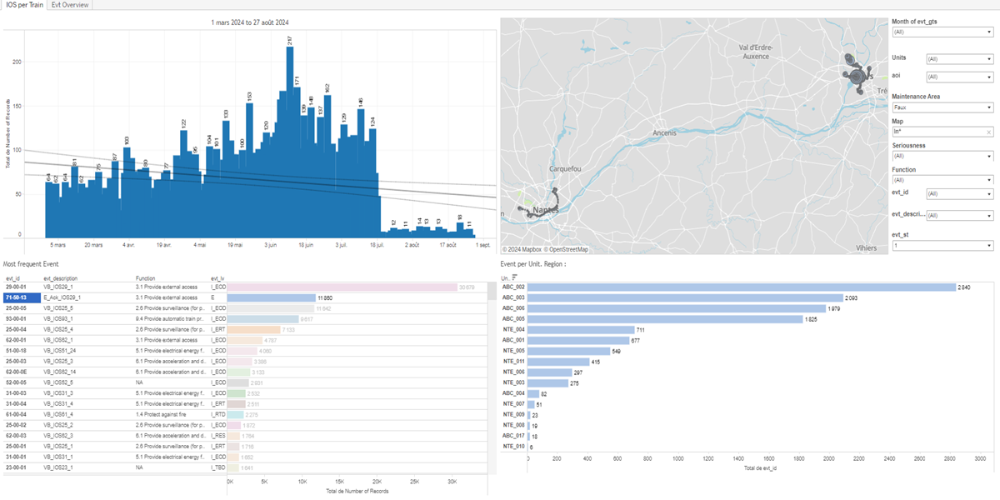 IOS per Train
Evt Overview
1 mars 2024 to 27 août 2024
Total de Number of Records
200
150
100
50
0
64
62
64
81
62
75
87
103
80
77
122
95
104
101
133
100
153
120
217
171
139
148
137
162
129
146
124
12
11
14
13
13
18
11
5 mars
20 mars
4 avr.
19 avr.
4 mai
19 mai
3 juin
18 juin
3 juil.
18 juil.
2 août
17 août
1 sept.
Val d'Erdre-
Auxence
Ancenis
Carquefou
Nantes
Vihiers
© 2024 Mapbox © OpenStreetMap
Month of evt_gts
(All)
Units (All)
aoi (All)
Maintenance Area
Faux
Map
In*
Seriousness
(All)
Function
(All)
evt_id (All)
evt_descri... (All)
evt_st
1
Most frequent Event
evt_id evt_description Function evt_lv
29-00-01 VB_IOS29_1 3.1 Provide external access I_EOD 30 679
71-50-13 E_Ack_IOS29_1 3.1 Provide external access E 11 860
25-00-05 VB_IOS25_5 2.6 Provide surveillance (for p.. I_EOD 11 642
93-00-01 VB_IOS93_1 9.4 Provide automatic train pr.. I_EOD 9 617
25-00-04 VB_IOS25_4 2.6 Provide surveillance (for p.. I_ERT 7 133
62-00-01 VB_IOS62_1 3.1 Provide external access I_EOD 4 767
51-00-18 VB_IOS51_24 5.1 Provide electrical energy f.. I_EOD 4 060
25-00-03 VB_IOS25_3 6.1 Provide acceleration and d.. I_EOD 3 386
62-00-0E VB_IOS62_14 6.1 Provide acceleration and d.. I_EOD 3 133
52-00-05 VB_IOS52_5 NA I_EOD 2 931
31-00-03 VB_IOS31_3 5.1 Provide electrical energy f.. I_EOD 2 532
31-00-04 VB_IOS31_4 5.1 Provide electrical energy f.. I_ERT 2 511
61-00-04 VB_IOS61_4 1.4 Protect against fire I_RTD 2 275
25-00-02 VB_IOS25_2 2.6 Provide surveillance (for p.. I_EOD 1 872
62-00-03 VB_IOS62_3 6.1 Provide acceleration and d.. I_RES 1 764
25-00-01 VB_IOS25_1 2.6 Provide surveillance (for p.. I_ERT 1 716
31-00-01 VB_IOS31_1 5.1 Provide electrical energy f.. I_EOD 1 652
23-00-01 VB_IOS23_1 NA I_TBD 1 641
0K 5K 10K 15K 20K 25K 30K
Total de Number of Records
Event per Unit. Region :
Un..
ABC_002 2 840
ABC_003 2 093
ABC_006 1 979
ABC_005 1 825
NTE_004 711
ABC_001 677
NTE_005 549
NTE_011 415
NTE_006 297
NTE_003 275
ABC_004 82
NTE_007 51
NTE_009 23
NTE_008 19
ABC_017 18
NTE_010 6
0 200 400 600 800 1000 1200 1400 1600 1800 2000 2200 2400 2600 2800 3000
Total de evt_id